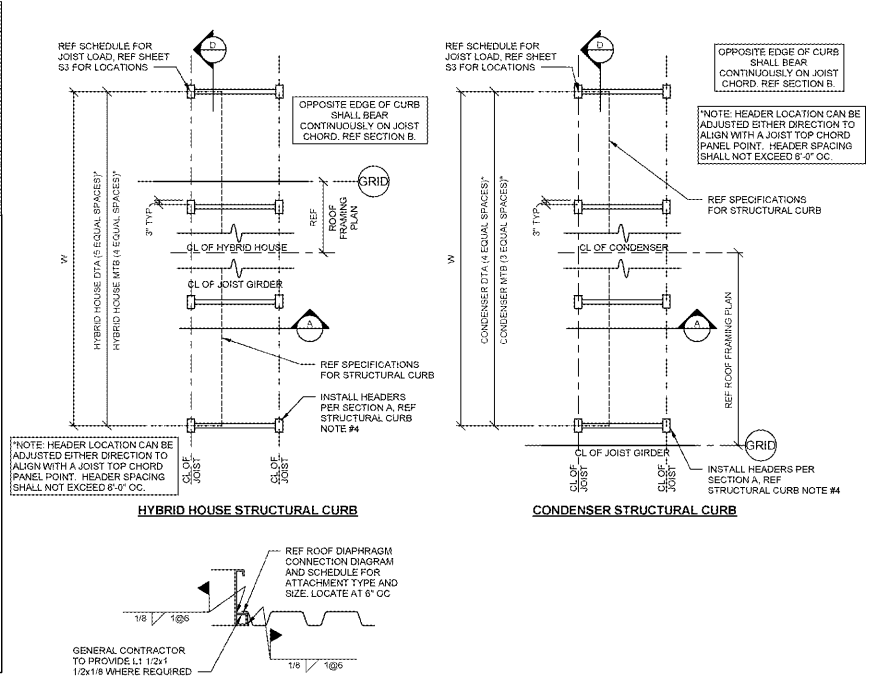 REF SCHEDULE FOR
JOIST LOAD, REF SHEET
S3 FOR LOCATIONS
D
OPPOSITE EDGE OF CURB
SHALL BEAR
CONTINUOUSLY ON JOIST
CHORD. REF SECTION B.
GRID
W
HYBRID HOUSE DTA (5 EQUAL SPACES)*
HYBRID HOUSE MTB (4 EQUAL SPACES)*
3" TYP
REF
ROOF
FRAMING
PLAN
CL OF HYBRID HOUSE
CL OF JOIST GIRDER
A
REF SPECIFICATIONS
FOR STRUCTURAL CURB
INSTALL HEADERS
PER SECTION A, REF
STRUCTURAL CURB
NOTE #4
*NOTE: HEADER LOCATION CAN BE
ADJUSTED EITHER DIRECTION TO
ALIGN WITH A JOIST TOP CHORD
PANEL POINT. HEADER SPACING
SHALL NOT EXCEED 6'-0" OC.
CL OF
JOIST
CL OF
JOIST
HYBRID HOUSE STRUCTURAL CURB
REF SCHEDULE FOR
JOIST LOAD, REF SHEET
S3 FOR LOCATIONS
D
OPPOSITE EDGE OF CURB
SHALL BEAR
CONTINUOUSLY ON JOIST
CHORD. REF SECTION B.
*NOTE: HEADER LOCATION CAN BE
ADJUSTED EITHER DIRECTION TO
ALIGN WITH A JOIST TOP CHORD
PANEL POINT. HEADER SPACING
SHALL NOT EXCEED 6'-0" OC.
REF SPECIFICATIONS
FOR STRUCTURAL CURB
W
CONDENSER DTA (4 EQUAL SPACES)*
CONDENSER MTB (3 EQUAL SPACES)*
3" TYP
CL OF CONDENSER
A
REF ROOF FRAMING PLAN
GRID
CL OF JOIST GIRDER
INSTALL HEADERS PER
SECTION A, REF
STRUCTURAL CURB NOTE #4
CL OF
JOIST
CL OF
JOIST
CONDENSER STRUCTURAL CURB
REF ROOF DIAPHRAGM
CONNECTION DIAGRAM
AND SCHEDULE FOR
ATTACHMENT TYPE AND
SIZE. LOCATE AT 6" OC
1/8 1@6
GENERAL CONTRACTOR
TO PROVIDE L1 1/2x1
1/2x1/8 WHERE REQUIRED
1/8 1@6